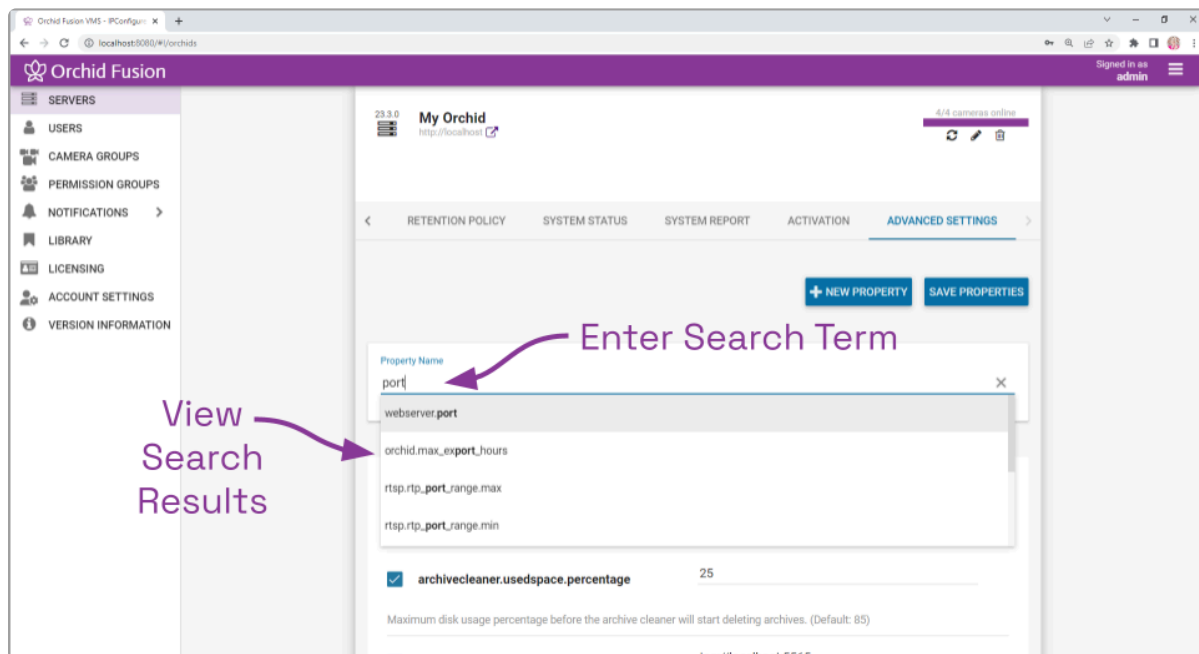 Orchid Fusion VMS - IPConfigur
localhost:8080/#!/orchids
Orchid Fusion
Signed in as
admin
SERVERS
USERS
CAMERA GROUPS
PERMISSION GROUPS
NOTIFICATIONS
LIBRARY
LICENSING
ACCOUNT SETTINGS
VERSION INFORMATION
23.3.0
My Orchid
http://localhost
4/4 cameras online
RETENTION POLICY SYSTEM STATUS SYSTEM REPORT ACTIVATION ADVANCED SETTINGS
+ NEW PROPERTY SAVE PROPERTIES
Enter Search Term
Property Name
port
webserver.port
orchid.max_export_hours
rtsp.rtp_port_range.max
rtsp.rtp_port_range.min
View
Search
Results
archivecleaner.usedspace.percentage 25
Maximum disk usage percentage before the archive cleaner will start deleting archives. (Default: 85)